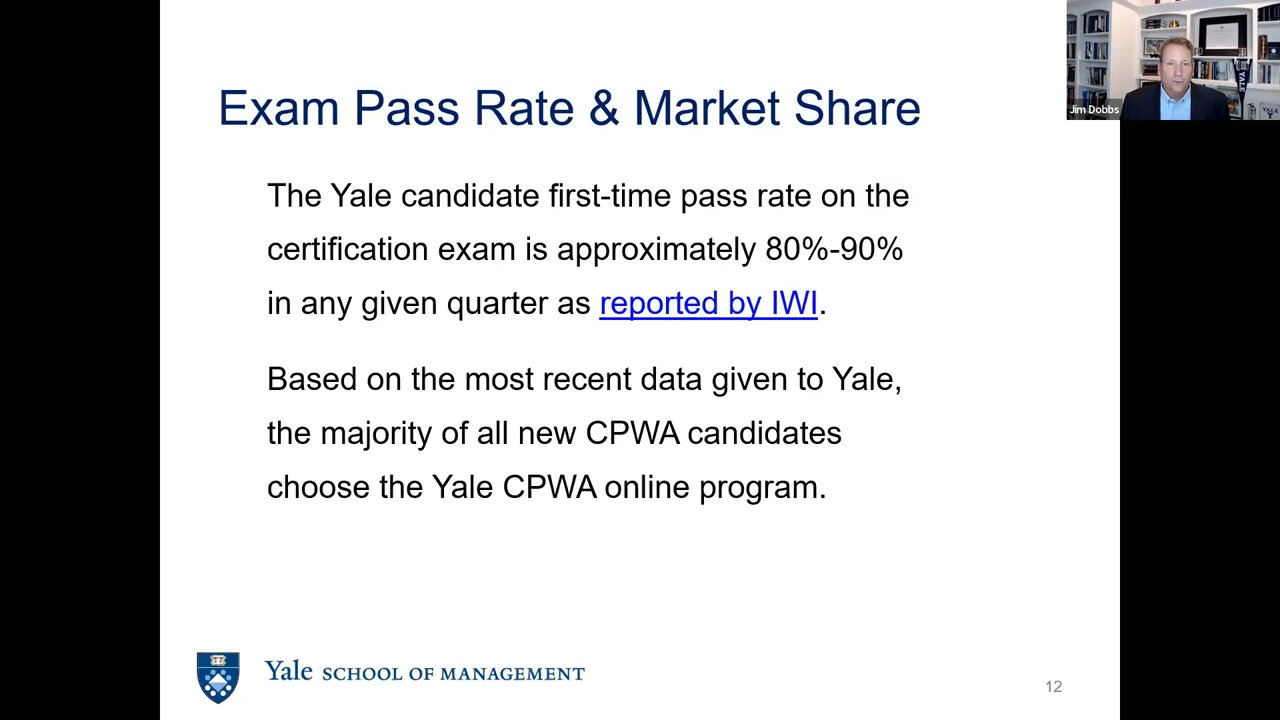 Exam Pass Rate & Market Share
Jim Dobbs
YALE
YALE
Y
The Yale candidate first-time pass rate on the
certification exam is approximately 80%-90%
in any given quarter as reported by IWI.
Based on the most recent data given to Yale,
the majority of all new CPWA candidates
choose the Yale CPWA online program.
Yale SCHOOL OF MANAGEMENT
12